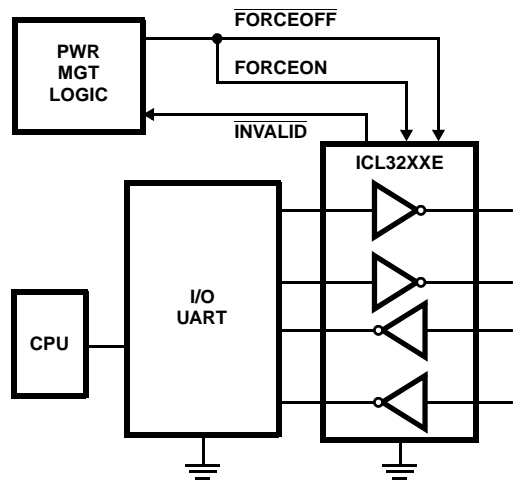 FORCEOFF
PWR
MGT
LOGIC
FORCEON
INVALID
ICL32XXE
I/O
UART
CPU